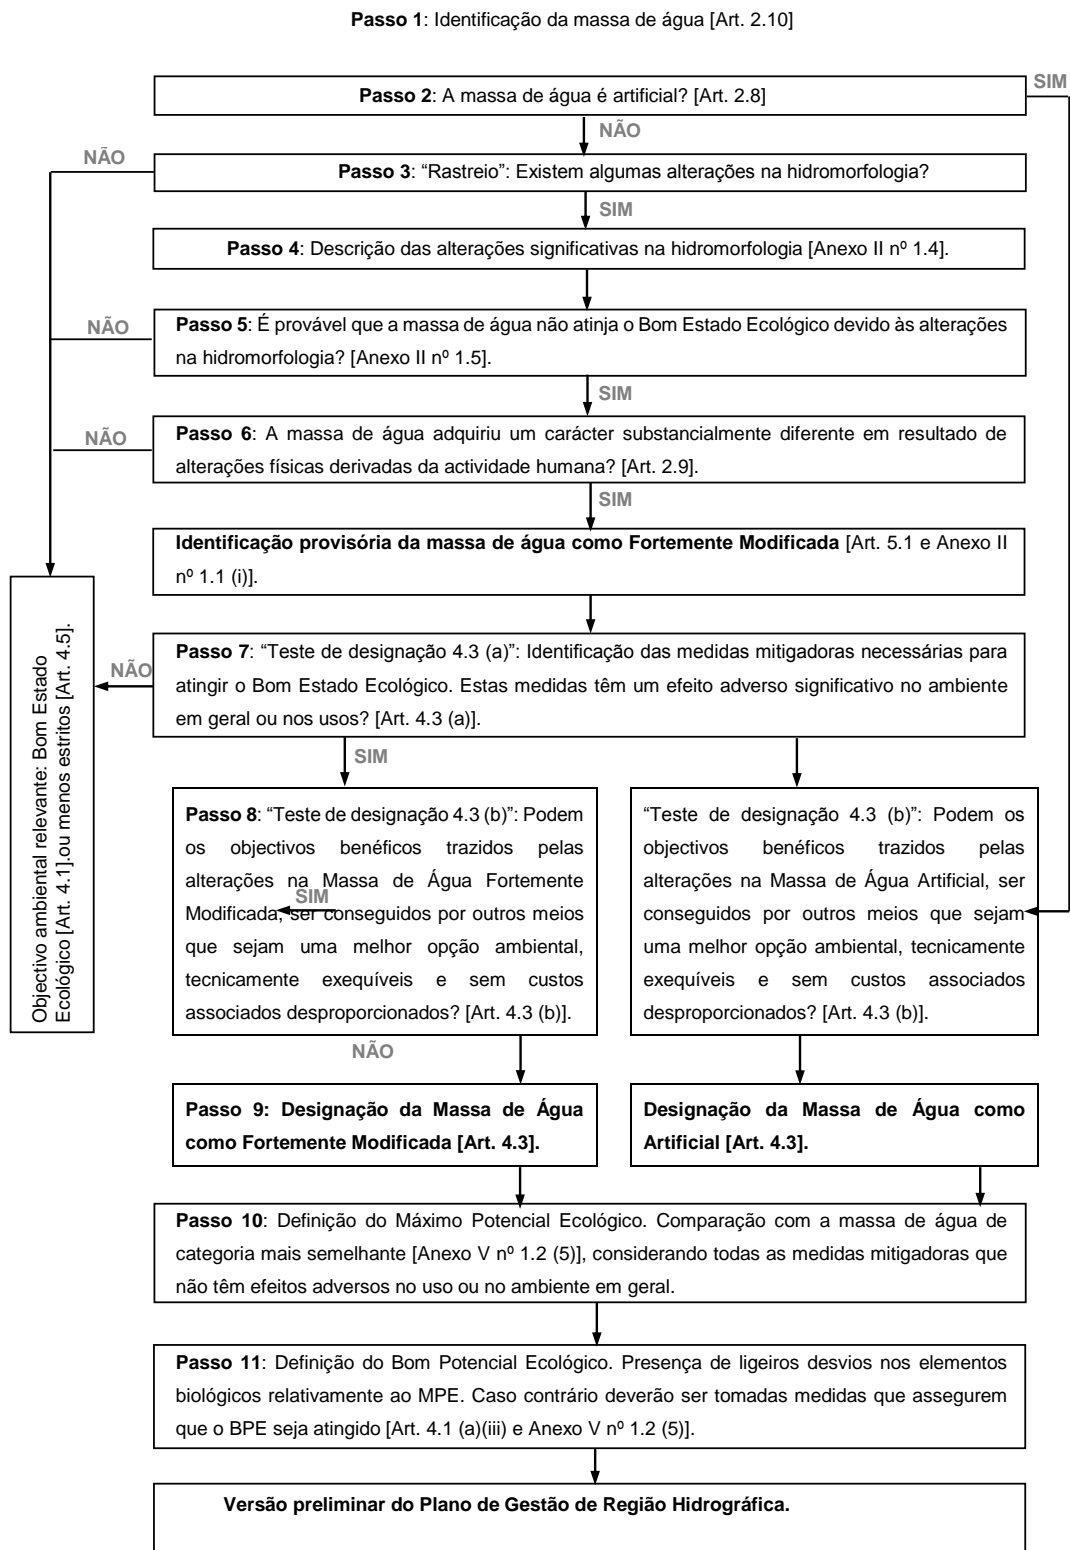 Passo 1: Identificação da massa de água [Art. 2.10]
SIM
Passo 2: A massa de água é artificial? [Art. 2.8]
NÃO
NÃO
Passo 3: “Rastreio”: Existem algumas alterações na hidromorfologia?
SIM
Passo 4: Descrição das alterações significativas na hidromorfologia [Anexo II nº 1.4].
NÃO
Passo 5: É provável que a massa de água não atinja o Bom Estado Ecológico devido às alterações
na hidromorfologia? [Anexo II nº 1.5].
SIM
NÃO
Passo 6: A massa de água adquiriu um carácter substancialmente diferente em resultado de
alterações físicas derivadas da actividade humana? [Art. 2.9].
SIM
Identificação provisória da massa de água como Fortemente Modificada [Art. 5.1 e Anexo II
nº 1.1 (i)].
Objectivo ambiental relevante: Bom Estado
Ecológico [Art. 4.1].ou menos estritos [Art. 4.5].
NÃO
Passo 7: “Teste de designação 4.3 (a)”: Identificação das medidas mitigadoras necessárias para
atingir o Bom Estado Ecológico. Estas medidas têm um efeito adverso significativo no ambiente
em geral ou nos usos? [Art. 4.3 (a)].
SIM
Passo 8: “Teste de designação 4.3 (b)”: Podem
os objectivos benéficos trazidos pelas
alterações na Massa de Água Fortemente
SIM
Modificada, ser conseguidos por outros meios
que sejam uma melhor opção ambiental,
tecnicamente exequíveis e sem custos
associados desproporcionados? [Art. 4.3 (b)].
“Teste de designação 4.3 (b)”: Podem os
objectivos benéficos trazidos pelas
alterações na Massa de Água Artificial, ser
conseguidos por outros meios que sejam
uma melhor opção ambiental, tecnicamente
exequíveis e sem custos associados
desproporcionados? [Art. 4.3 (b)].
NÃO
Passo 9: Designação da Massa de Água
como Fortemente Modificada [Art. 4.3].
Designação da Massa de Água como
Artificial [Art. 4.3].
Passo 10: Definição do Máximo Potencial Ecológico. Comparação com a massa de água de
categoria mais semelhante [Anexo V nº 1.2 (5)], considerando todas as medidas mitigadoras que
não têm efeitos adversos no uso ou no ambiente em geral.
Passo 11: Definição do Bom Potencial Ecológico. Presença de ligeiros desvios nos elementos
biológicos relativamente ao MPE. Caso contrário deverão ser tomadas medidas que assegurem
que o BPE seja atingido [Art. 4.1 (a)(iii) e Anexo V nº 1.2 (5)].
Versão preliminar do Plano de Gestão de Região Hidrográfica.